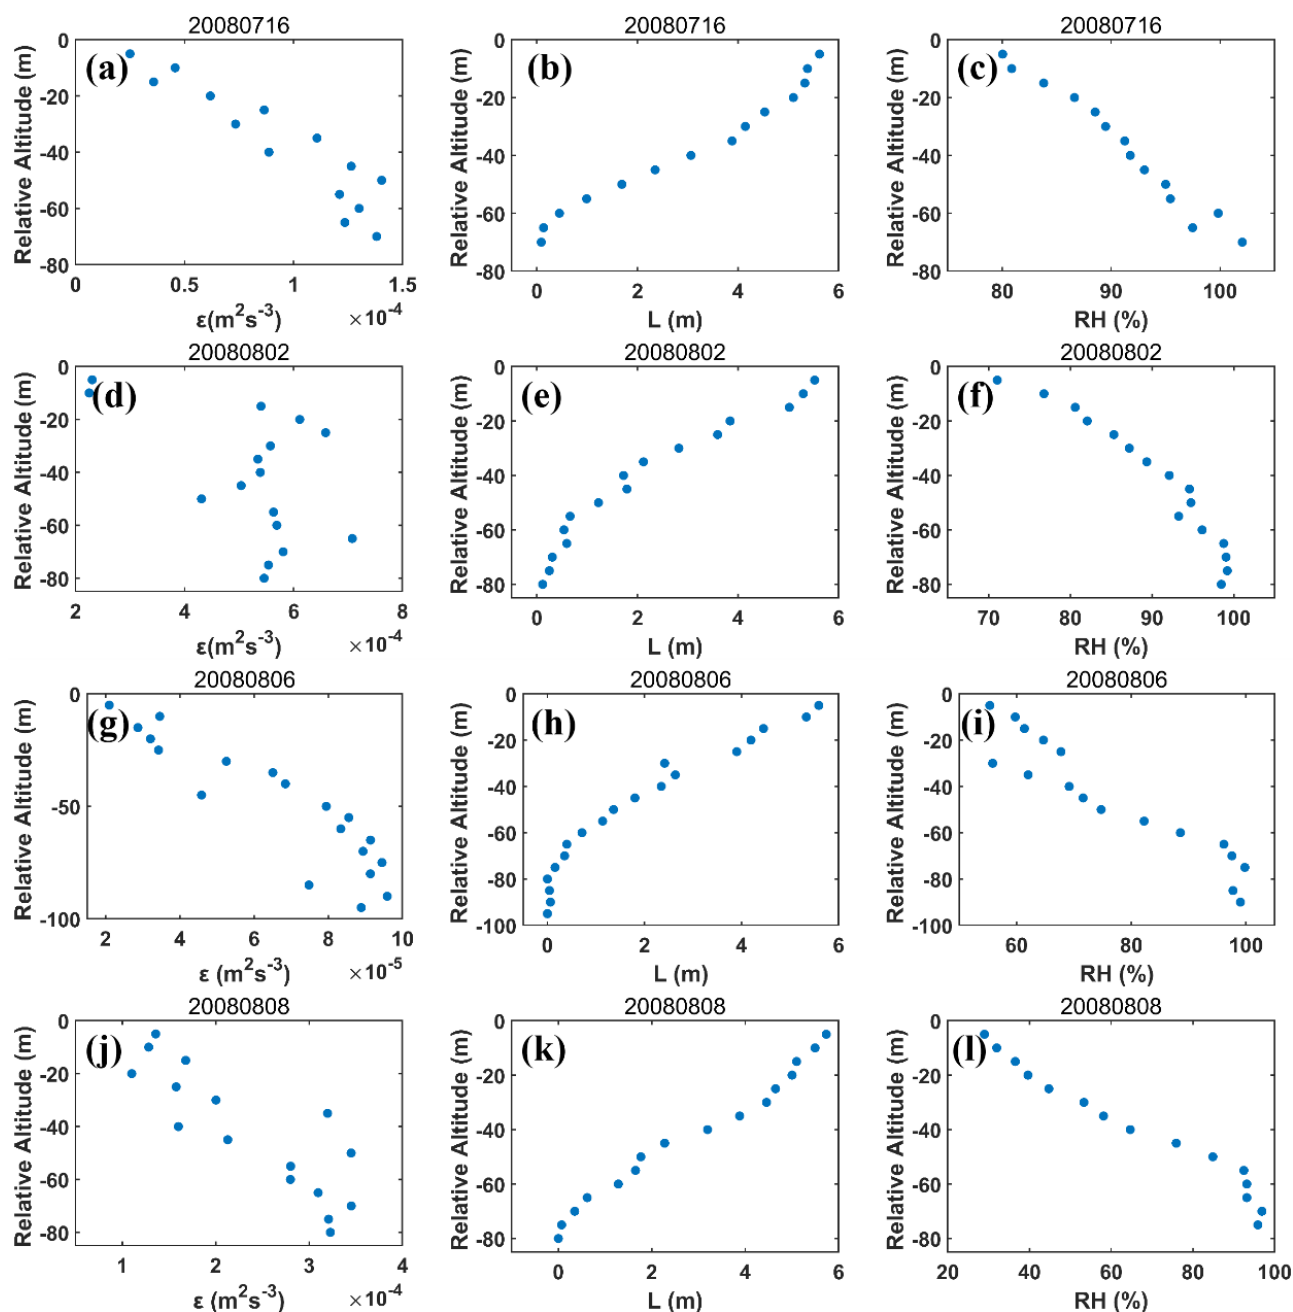 20080716 20080716 20080716
(a) (b) (c)
Relative Altitude (m) Relative Altitude (m) Relative Altitude (m)
0 -20 -40 -60 -80 0 -20 -40 -60 -80 0 -20 -40 -60 -80
0 0.5 1 1.5 0 2 4 6 80 90 100
ε(m²s⁻³) ×10⁻⁴ L (m) RH (%)
20080802 20080802 20080802
(d) (e) (f)
Relative Altitude (m) Relative Altitude (m) Relative Altitude (m)
0 -20 -40 -60 -80 0 -20 -40 -60 -80 0 -20 -40 -60 -80
2 4 6 8 0 2 4 6 70 80 90 100
ε(m²s⁻³) ×10⁻⁴ L (m) RH (%)
20080806 20080806 20080806
(g) (h) (i)
Relative Altitude (m) Relative Altitude (m) Relative Altitude (m)
0 -50 -100 0 -20 -40 -60 -80 -100 0 -20 -40 -60 -80 -100
2 4 6 8 10 0 2 4 6 60 80 100
ε (m²s⁻³) ×10⁻⁵ L (m) RH (%)
20080808 20080808 20080808
(j) (k) (l)
Relative Altitude (m) Relative Altitude (m) Relative Altitude (m)
0 -20 -40 -60 -80 0 -20 -40 -60 -80 0 -20 -40 -60 -80
1 2 3 4 0 2 4 6 20 40 60 80 100
ε (m²s⁻³) ×10⁻⁴ L (m) RH (%)